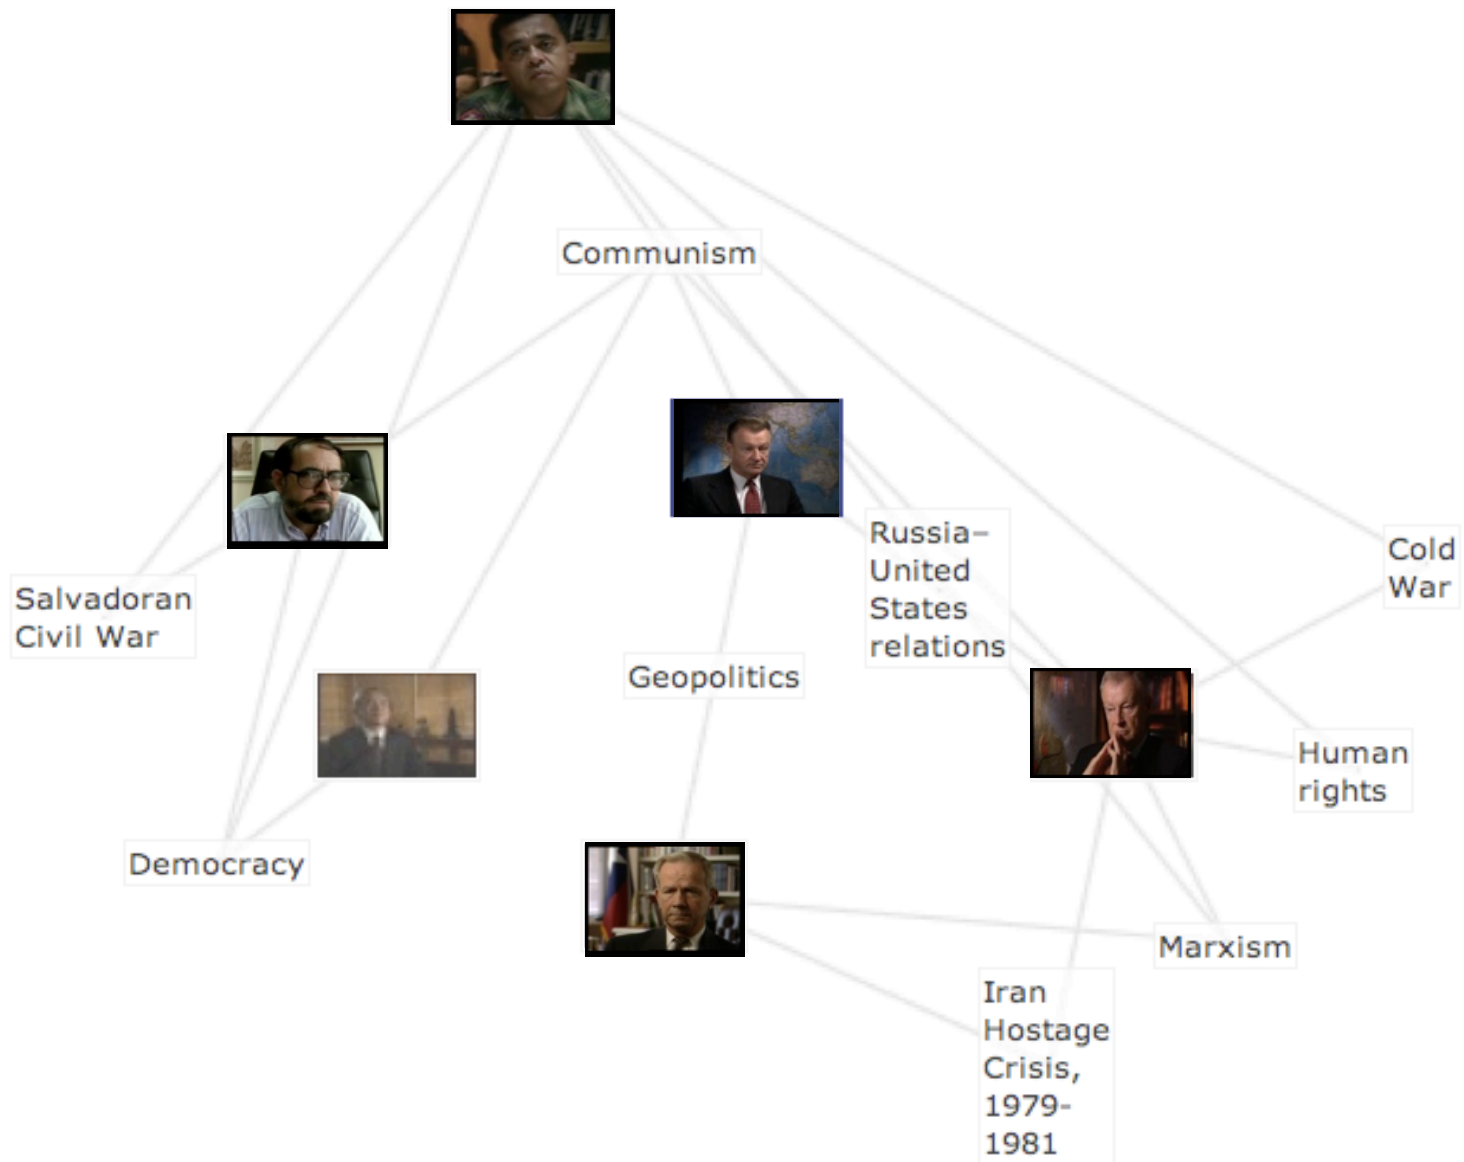 Communism
Russia–
United
States
relations
Cold
War
Salvadoran
Civil War
Geopolitics
Human
rights
Democracy
Marxism
Iran
Hostage
Crisis,
1979-
1981